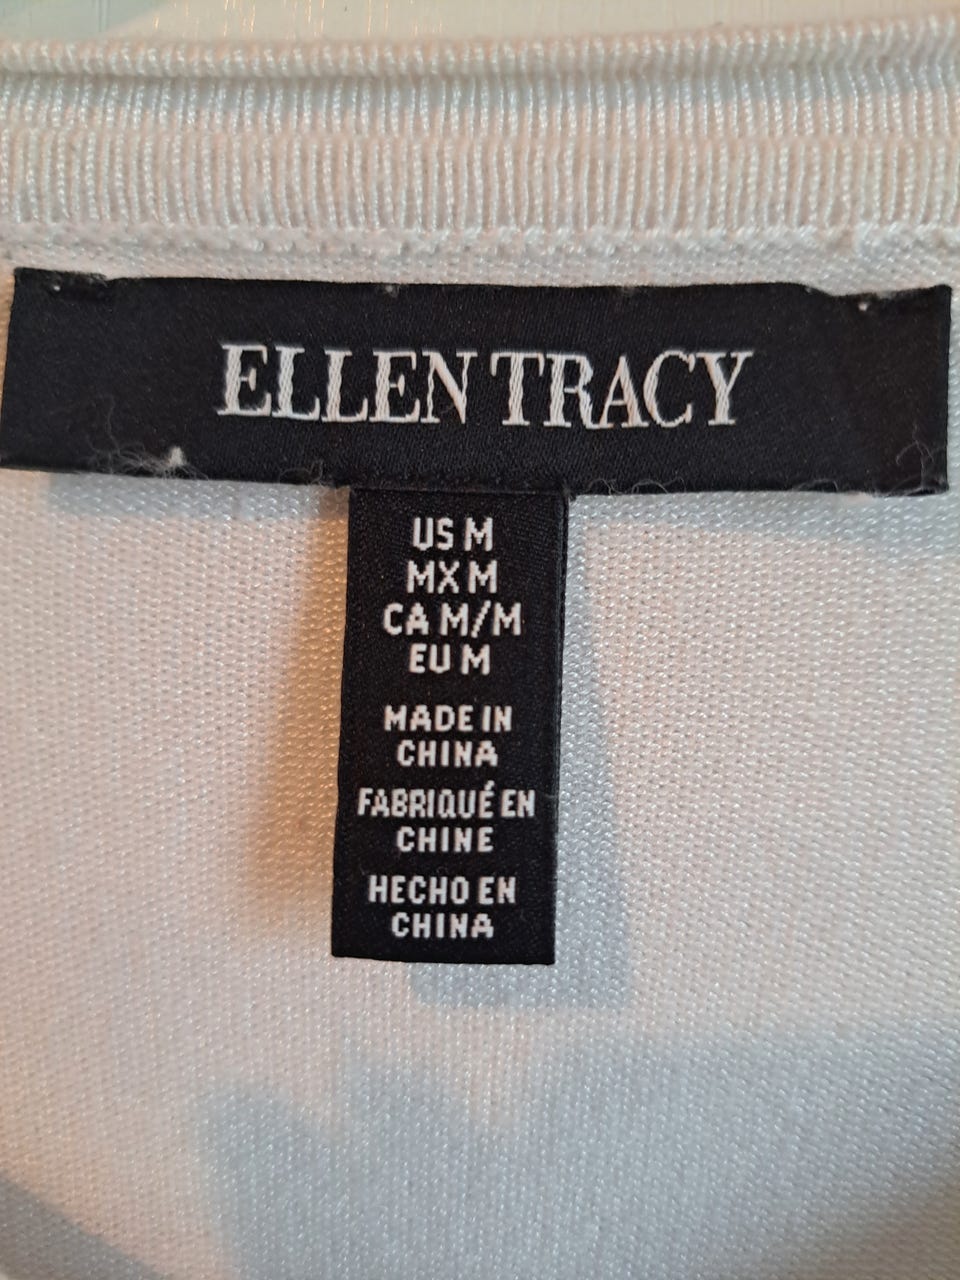 ELLEN TRACY
US M
MX M
CA M/M
EU M
MADE IN
CHINA
FABRIQUÉ EN
CHINE
HECHO EN
CHINA